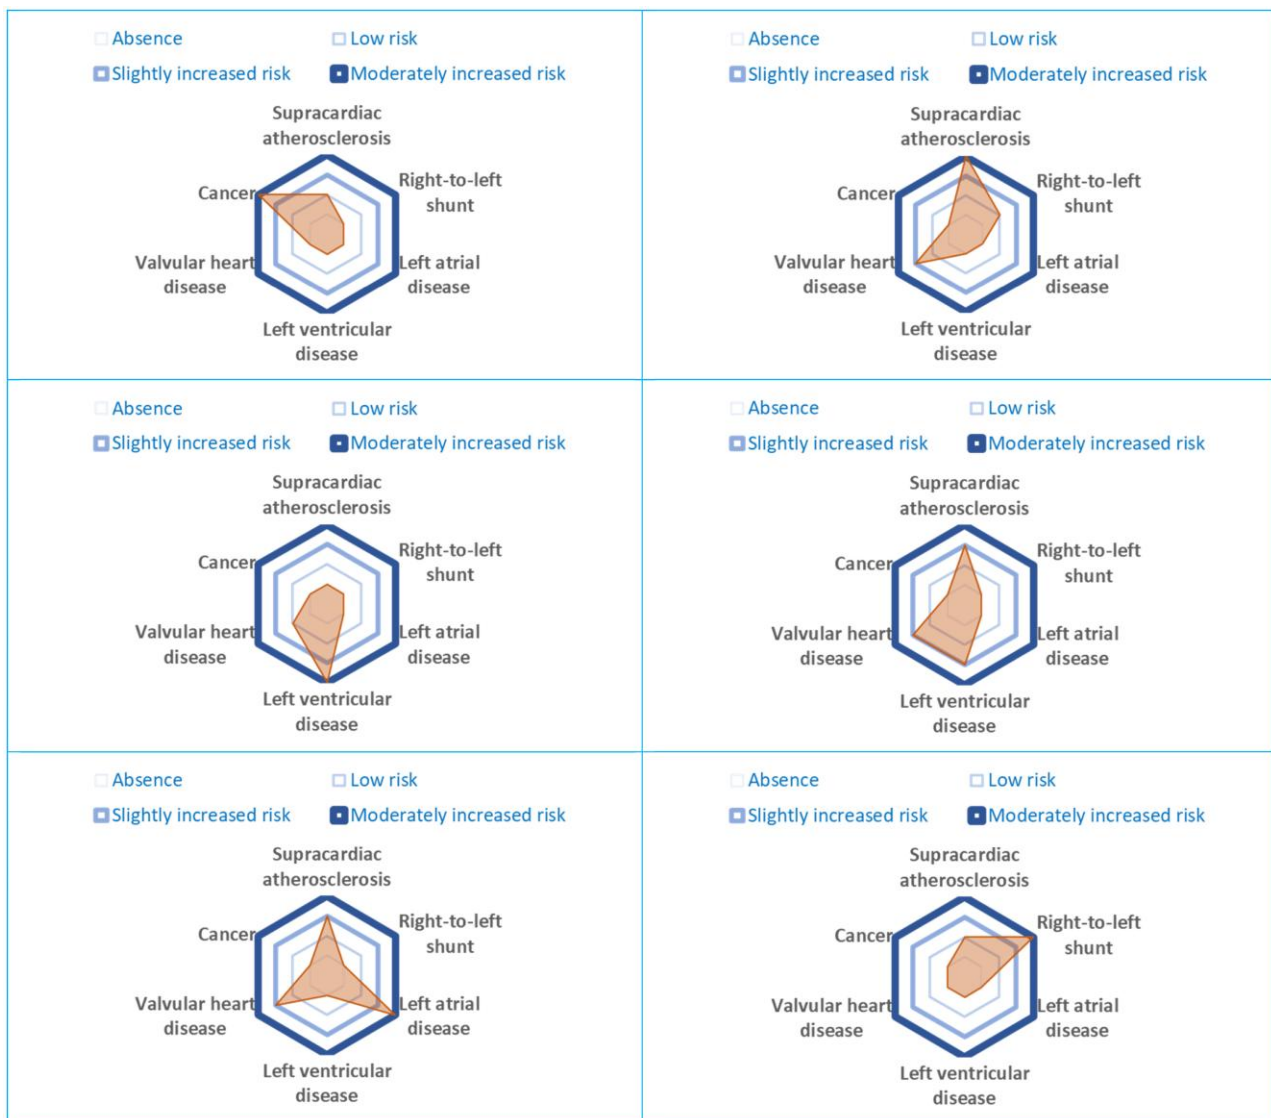 Absence Low risk
Slightly increased risk Moderately increased risk
Supracardiac
atherosclerosis
Cancer
Right-to-left
shunt
Valvular heart
disease
Left atrial
disease
Left ventricular
disease
Absence Low risk
Slightly increased risk Moderately increased risk
Supracardiac
atherosclerosis
Cancer
Right-to-left
shunt
Valvular heart
disease
Left atrial
disease
Left ventricular
disease
Absence Low risk
Slightly increased risk Moderately increased risk
Supracardiac
atherosclerosis
Cancer
Right-to-left
shunt
Valvular heart
disease
Left atrial
disease
Left ventricular
disease
Absence Low risk
Slightly increased risk Moderately increased risk
Supracardiac
atherosclerosis
Cancer
Right-to-left
shunt
Valvular heart
disease
Left atrial
disease
Left ventricular
disease
Absence Low risk
Slightly increased risk Moderately increased risk
Supracardiac
atherosclerosis
Cancer
Right-to-left
shunt
Valvular heart
disease
Left atrial
disease
Left ventricular
disease
Absence Low risk
Slightly increased risk Moderately increased risk
Supracardiac
atherosclerosis
Cancer
Right-to-left
shunt
Valvular heart
disease
Left atrial
disease
Left ventricular
disease